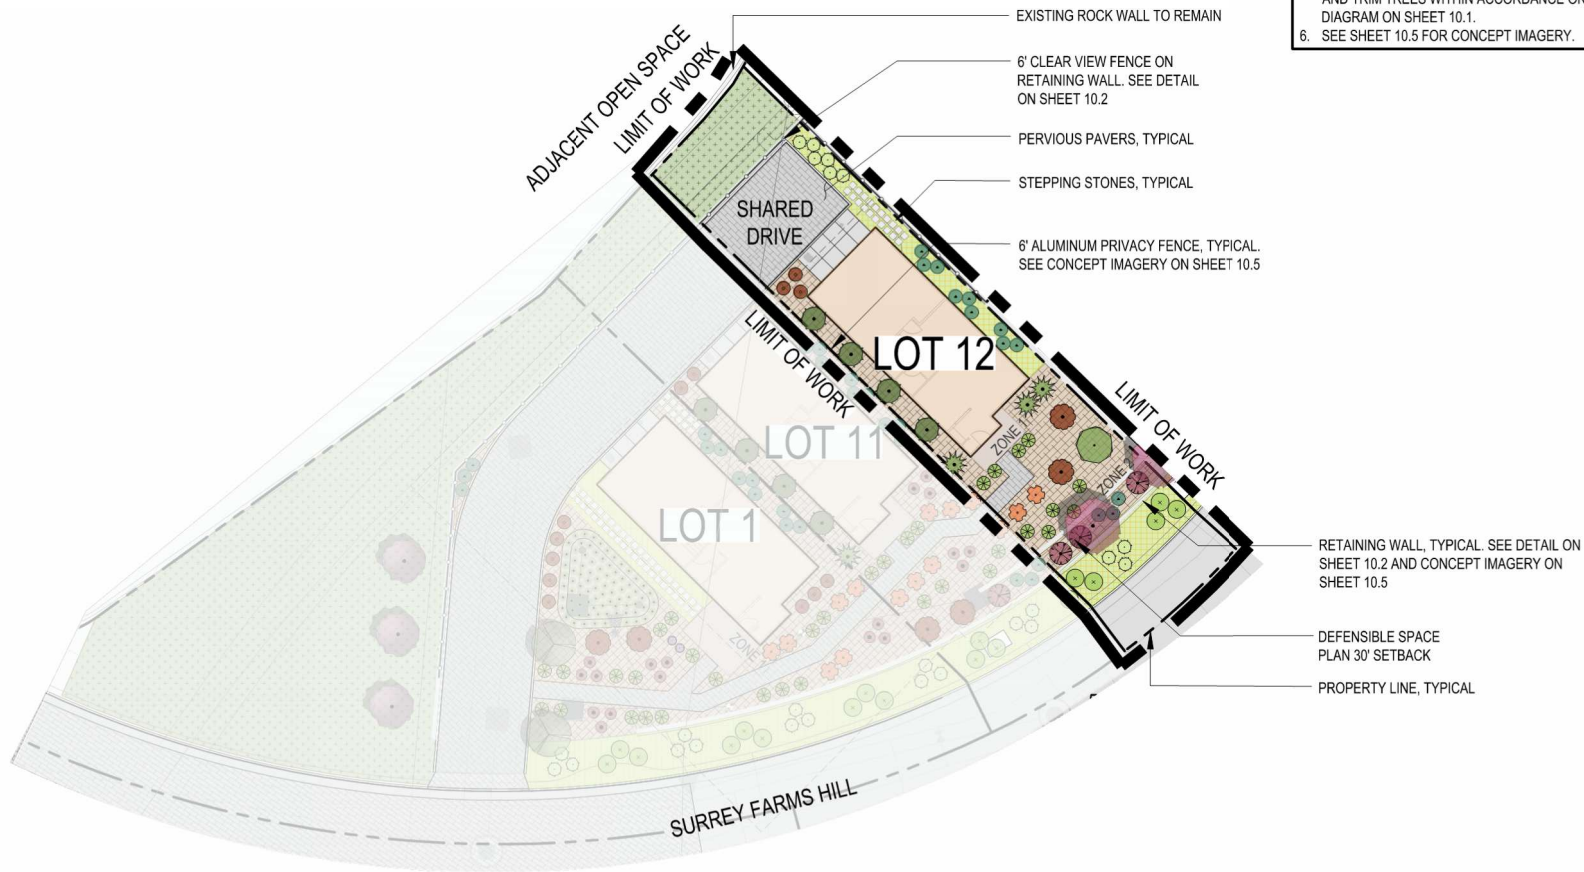 AND TRIM TREES WITHIN ACCORDANCE OR
DIAGRAM ON SHEET 10.1.
6. SEE SHEET 10.5 FOR CONCEPT IMAGERY.
EXISTING ROCK WALL TO REMAIN
6' CLEAR VIEW FENCE ON
RETAINING WALL. SEE DETAIL
ON SHEET 10.2
PERVIOUS PAVERS, TYPICAL
STEPPING STONES, TYPICAL
6' ALUMINUM PRIVACY FENCE, TYPICAL.
SEE CONCEPT IMAGERY ON SHEET 10.5
ADJACENT OPEN SPACE
LIMIT OF WORK
SHARED
DRIVE
LIMIT OF WORK
LOT 12
LIMIT OF WORK
ZONE 1
ZONE
LOT 11
LOT 1
ZONE
RETAINING WALL, TYPICAL. SEE DETAIL ON
SHEET 10.2 AND CONCEPT IMAGERY ON
SHEET 10.5
DEFENSIBLE SPACE
PLAN 30' SETBACK
PROPERTY LINE, TYPICAL
SURREY FARMS HILL